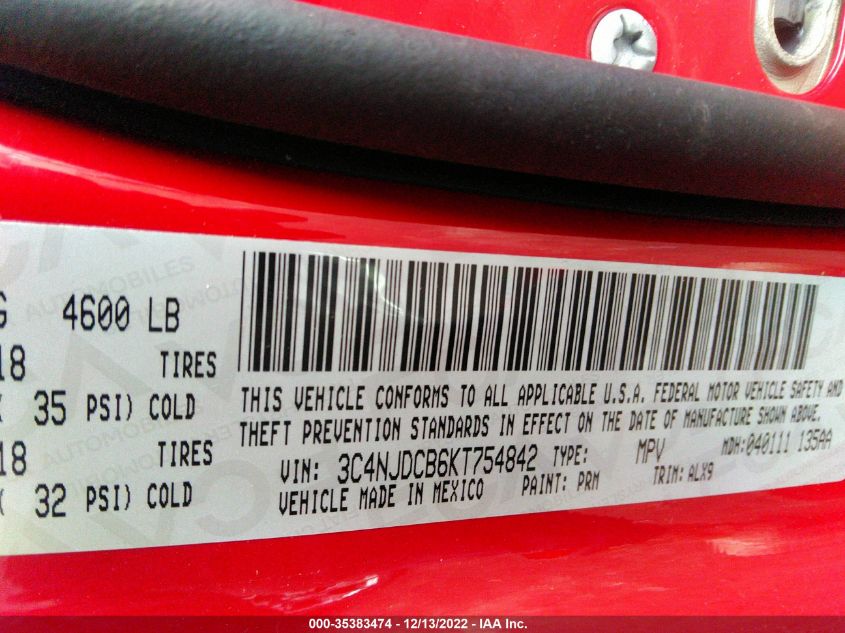 G 4600 LB
18 TIRES
( 35 PSI) COLD
18 TIRES
( 32 PSI) COLD
THIS VEHICLE CONFORMS TO ALL APPLICABLE U.S.A. FEDERAL MOTOR VEHICLE SAFETY AND
THEFT PREVENTION STANDARDS IN EFFECT ON THE DATE OF MANUFACTURE SHOWN ABOVE.
VIN: 3C4NJDCB6KT754842 TYPE: MPV MDH:040111 135AA
VEHICLE MADE IN MEXICO PAINT: PRM TRIM: ALX9
AUTOMOBILES
000-35383474 - 12/13/2022 - IAA Inc.